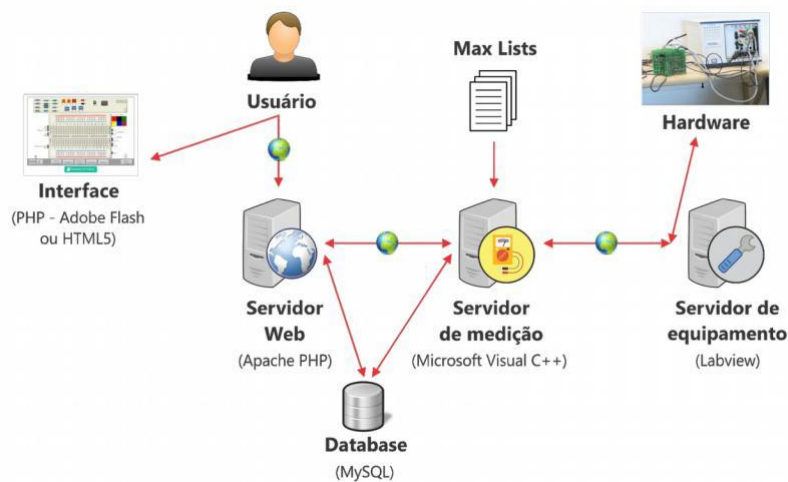 Usuário
Max Lists
Hardware
Interface
(PHP - Adobe Flash
ou HTML5)
Servidor
Web
(Apache PHP)
Servidor
de medição
(Microsoft Visual C++)
Servidor de
equipamento
(Labview)
Database
(MySQL)